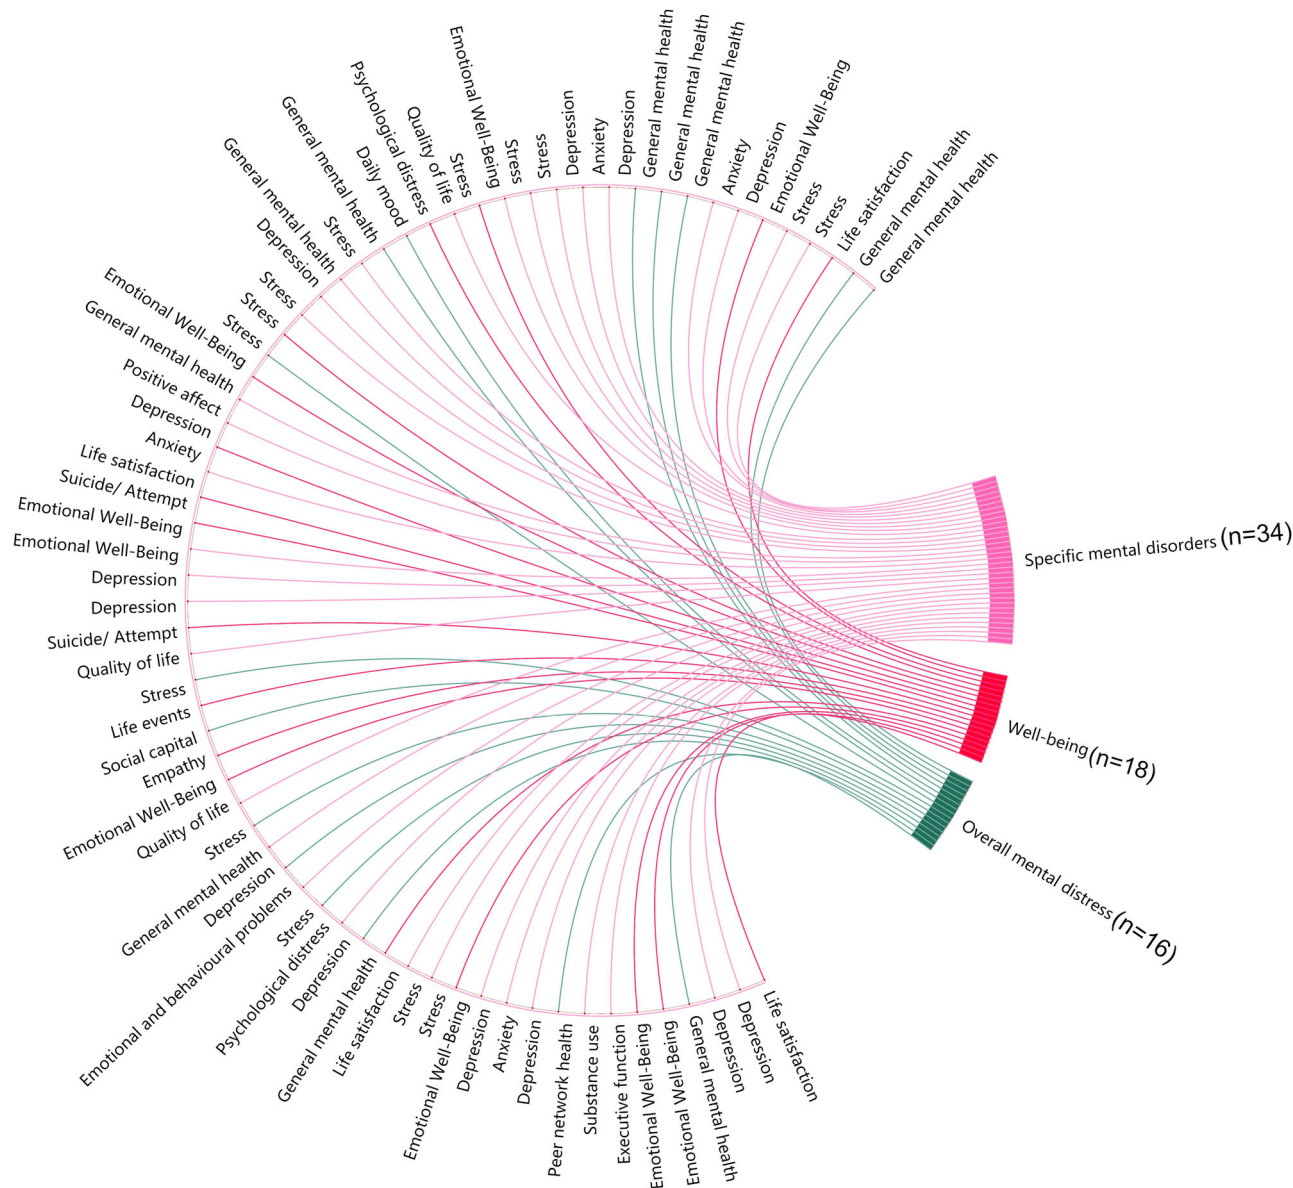 General mental health
General mental health
Life satisfaction
Stress
Stress
Emotional Well-Being
Depression
Anxiety
General mental health
General mental health
General mental health
Depression
Anxiety
Depression
Stress
Stress
Emotional Well-Being
Stress
Quality of life
Psychological distress
Daily mood
General mental health
Stress
General mental health
Depression
Stress
Stress
Stress
Emotional Well-Being
General mental health
Positive affect
Depression
Anxiety
Life satisfaction
Suicide/ Attempt
Emotional Well-Being
Emotional Well-Being
Depression
Depression
Suicide/ Attempt
Quality of life
Stress
Life events
Social capital
Empathy
Emotional Well-Being
Quality of life
Stress
General mental health
Depression
Emotional and behavioural problems
Stress
Psychological distress
Depression
General mental health
Life satisfaction
Stress
Stress
Emotional Well-Being
Depression
Anxiety
Depression
Peer network health
Substance use
Executive function
Emotional Well-Being
Emotional Well-Being
General mental health
Depression
Depression
Life satisfaction
Specific mental disorders (n=34)
Well-being (n=18)
Overall mental distress (n=16)